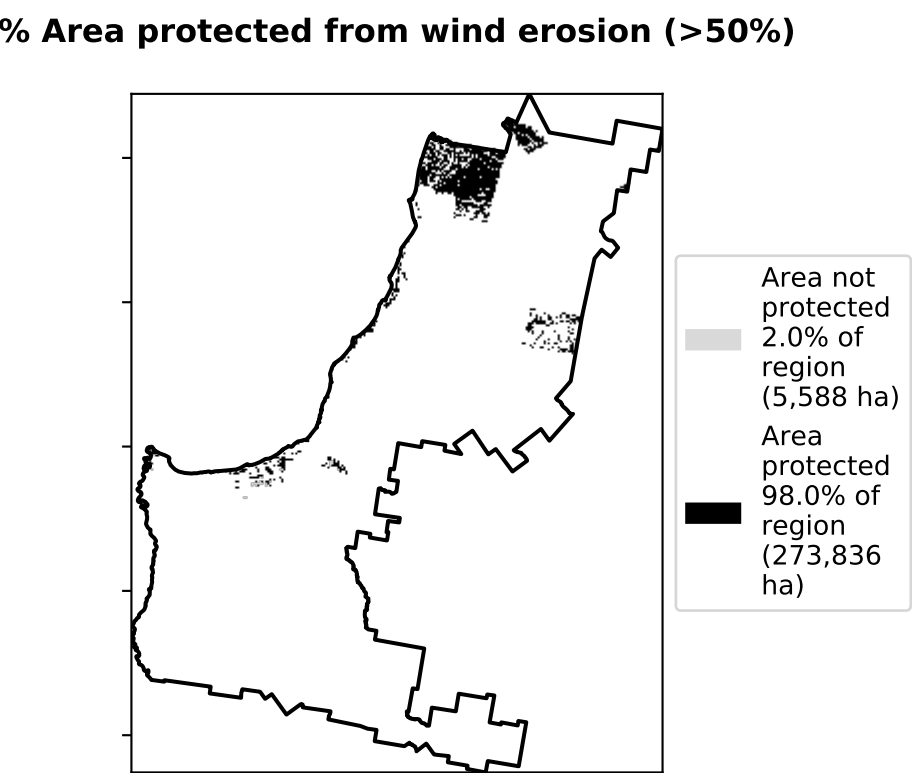 % Area protected from wind erosion (>50%)
Area not
protected
2.0% of
region
(5,588 ha)
Area
protected
98.0% of
region
(273,836
ha)